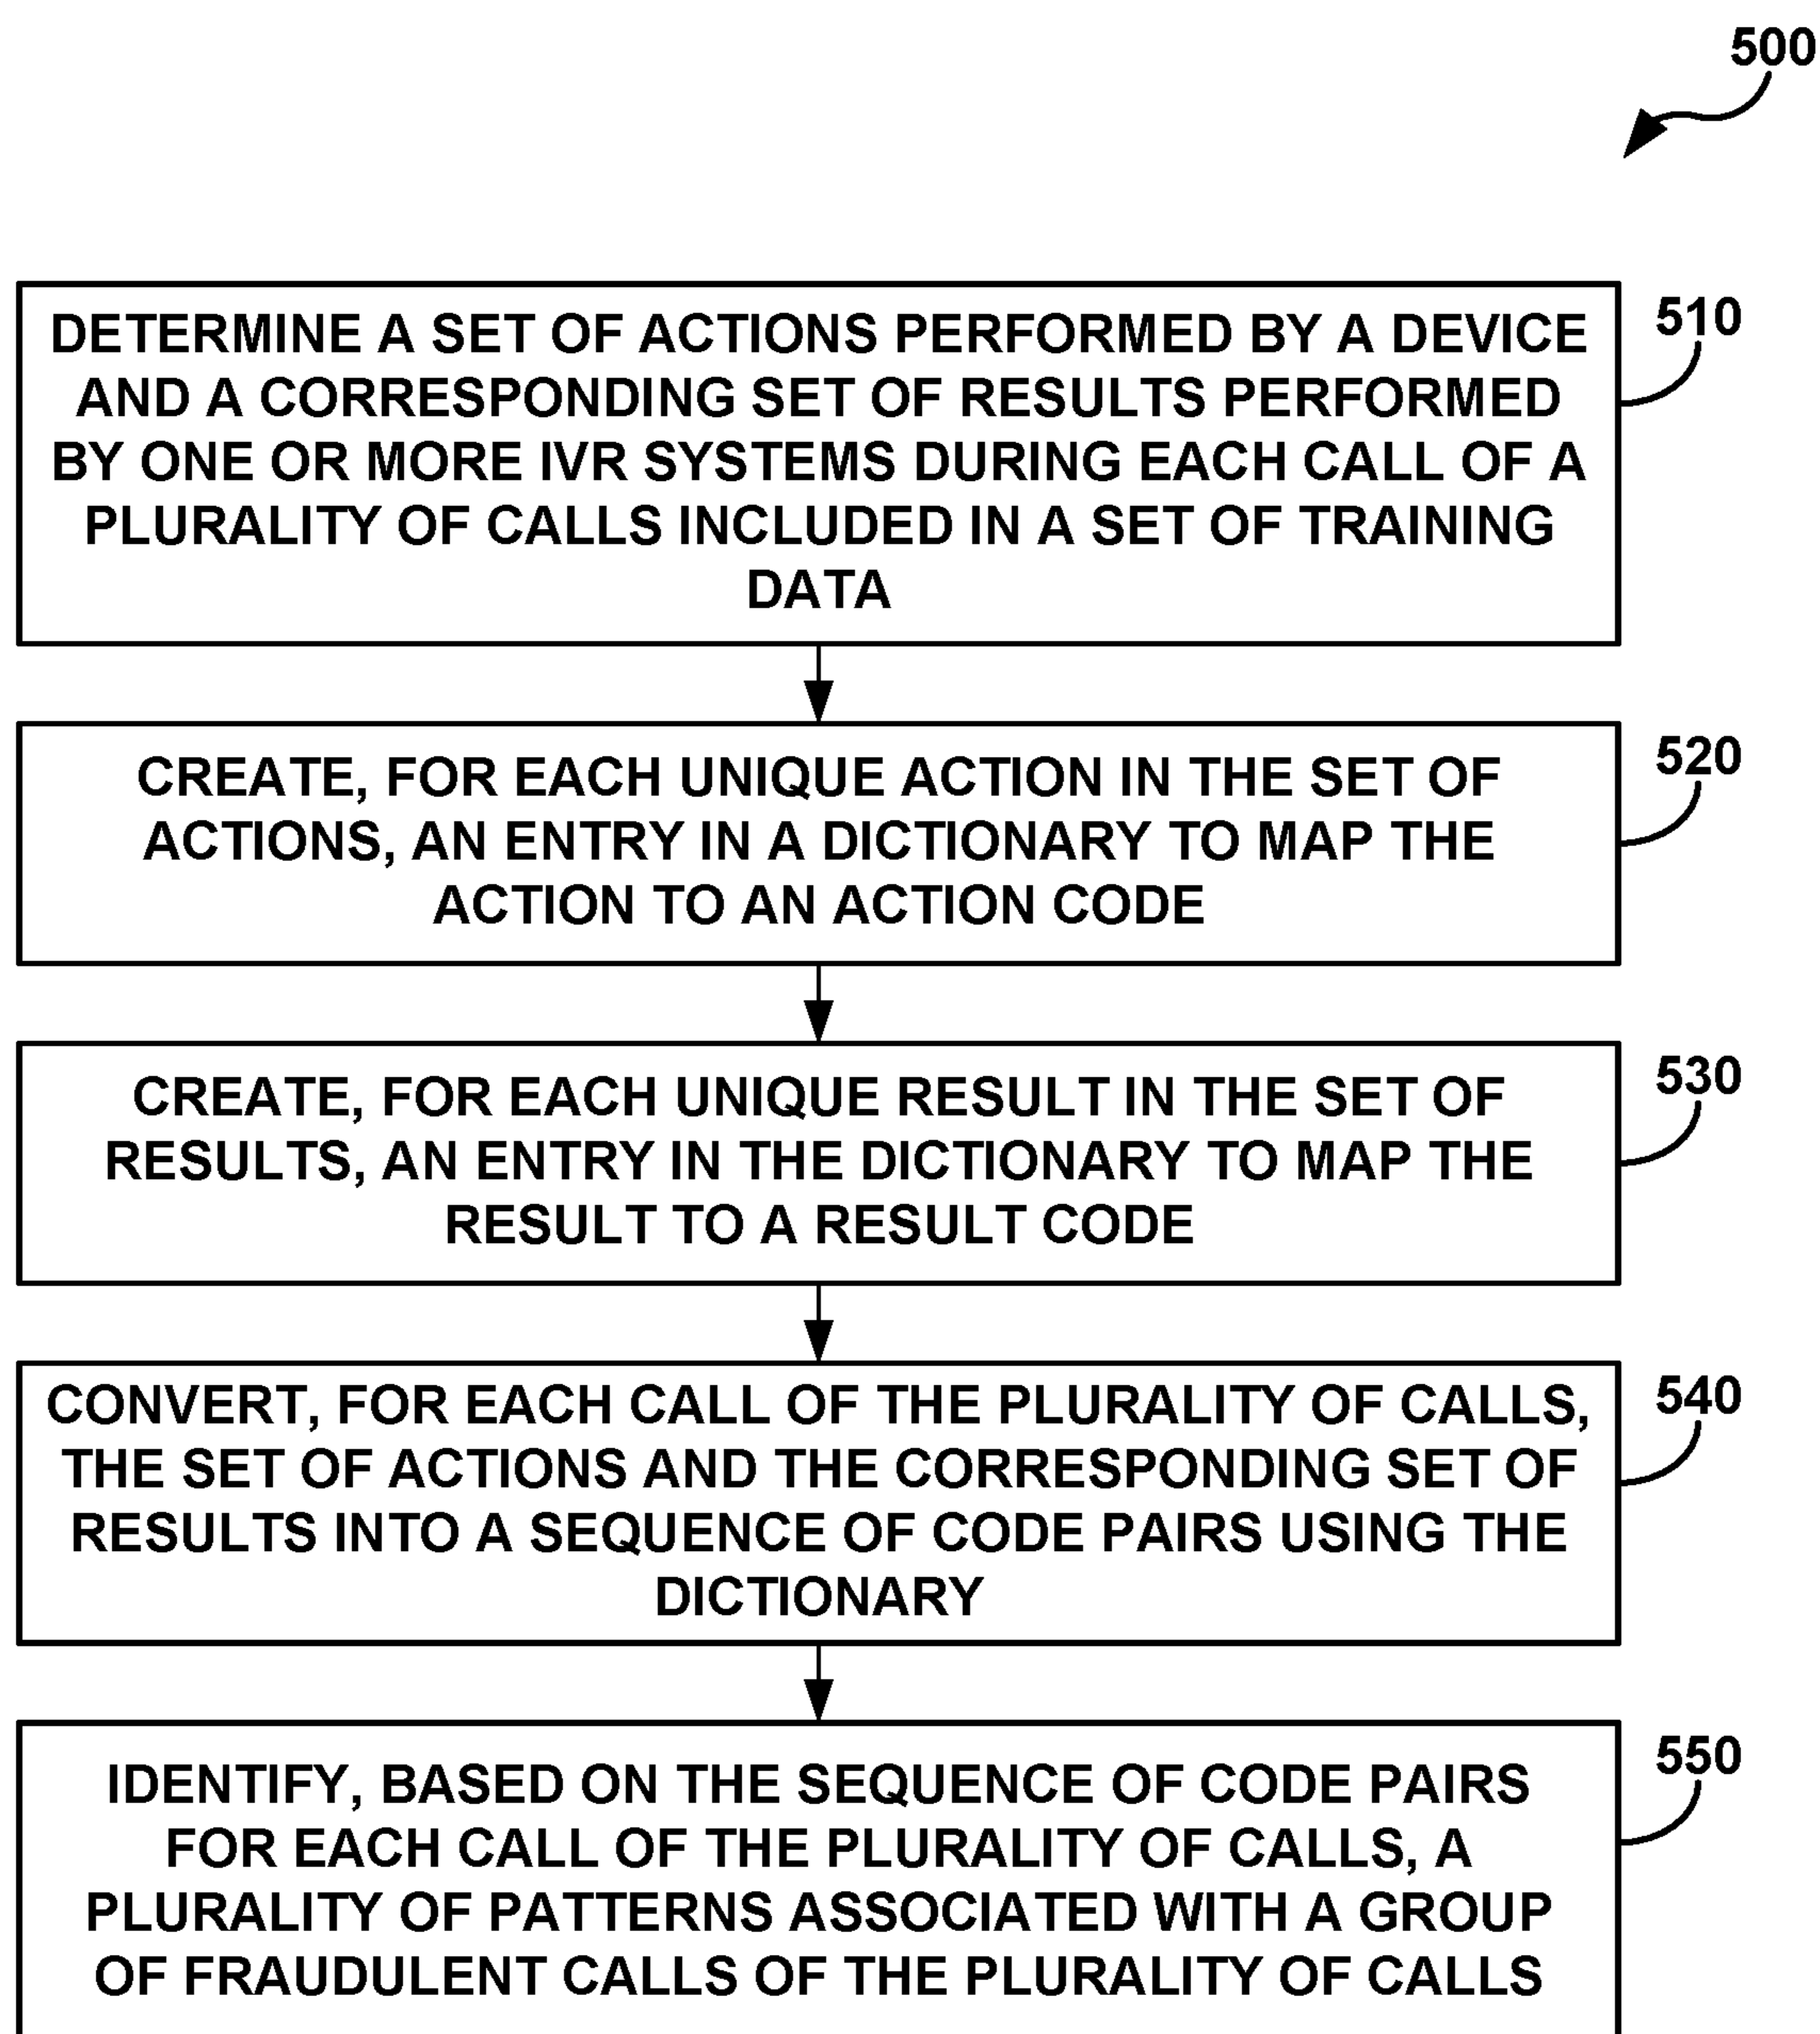 500
DETERMINE A SET OF ACTIONS PERFORMED BY A DEVICE
AND A CORRESPONDING SET OF RESULTS PERFORMED
BY ONE OR MORE IVR SYSTEMS DURING EACH CALL OF A
PLURALITY OF CALLS INCLUDED IN A SET OF TRAINING
DATA
510
CREATE, FOR EACH UNIQUE ACTION IN THE SET OF
ACTIONS, AN ENTRY IN A DICTIONARY TO MAP THE
ACTION TO AN ACTION CODE
520
CREATE, FOR EACH UNIQUE RESULT IN THE SET OF
RESULTS, AN ENTRY IN THE DICTIONARY TO MAP THE
RESULT TO A RESULT CODE
530
CONVERT, FOR EACH CALL OF THE PLURALITY OF CALLS,
THE SET OF ACTIONS AND THE CORRESPONDING SET OF
RESULTS INTO A SEQUENCE OF CODE PAIRS USING THE
DICTIONARY
540
IDENTIFY, BASED ON THE SEQUENCE OF CODE PAIRS
FOR EACH CALL OF THE PLURALITY OF CALLS, A
PLURALITY OF PATTERNS ASSOCIATED WITH A GROUP
OF FRAUDULENT CALLS OF THE PLURALITY OF CALLS
550